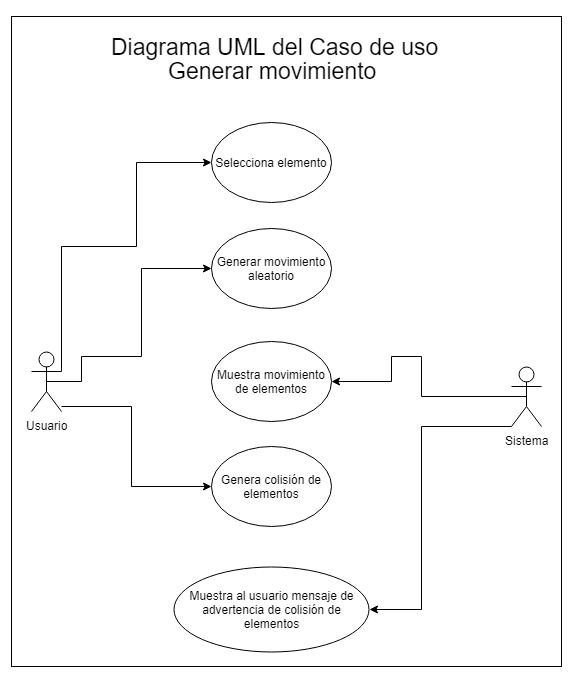 Diagrama UML del Caso de uso
Generar movimiento
Selecciona elemento
Generar movimiento
aleatorio
Muestra movimiento
de elementos
Usuario
Sistema
Genera colisión de
elementos
Muestra al usuario mensaje de
advertencia de colisión de
elementos